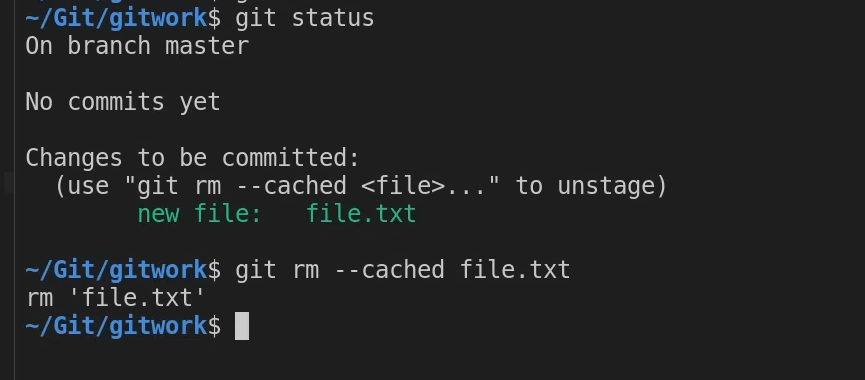 ~/Git/gitwork$ git status
On branch master
No commits yet
Changes to be committed:
  (use "git rm --cached <file>..." to unstage)
        new file:   file.txt
~/Git/gitwork$ git rm --cached file.txt
rm 'file.txt'
~/Git/gitwork$